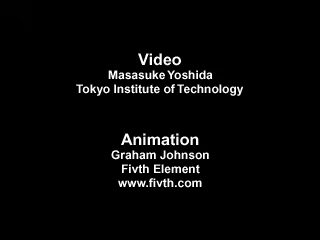 Video
Masasuke Yoshida
Tokyo Institute of Technology
Animation
Graham Johnson
Fivth Element
www.fivth.com